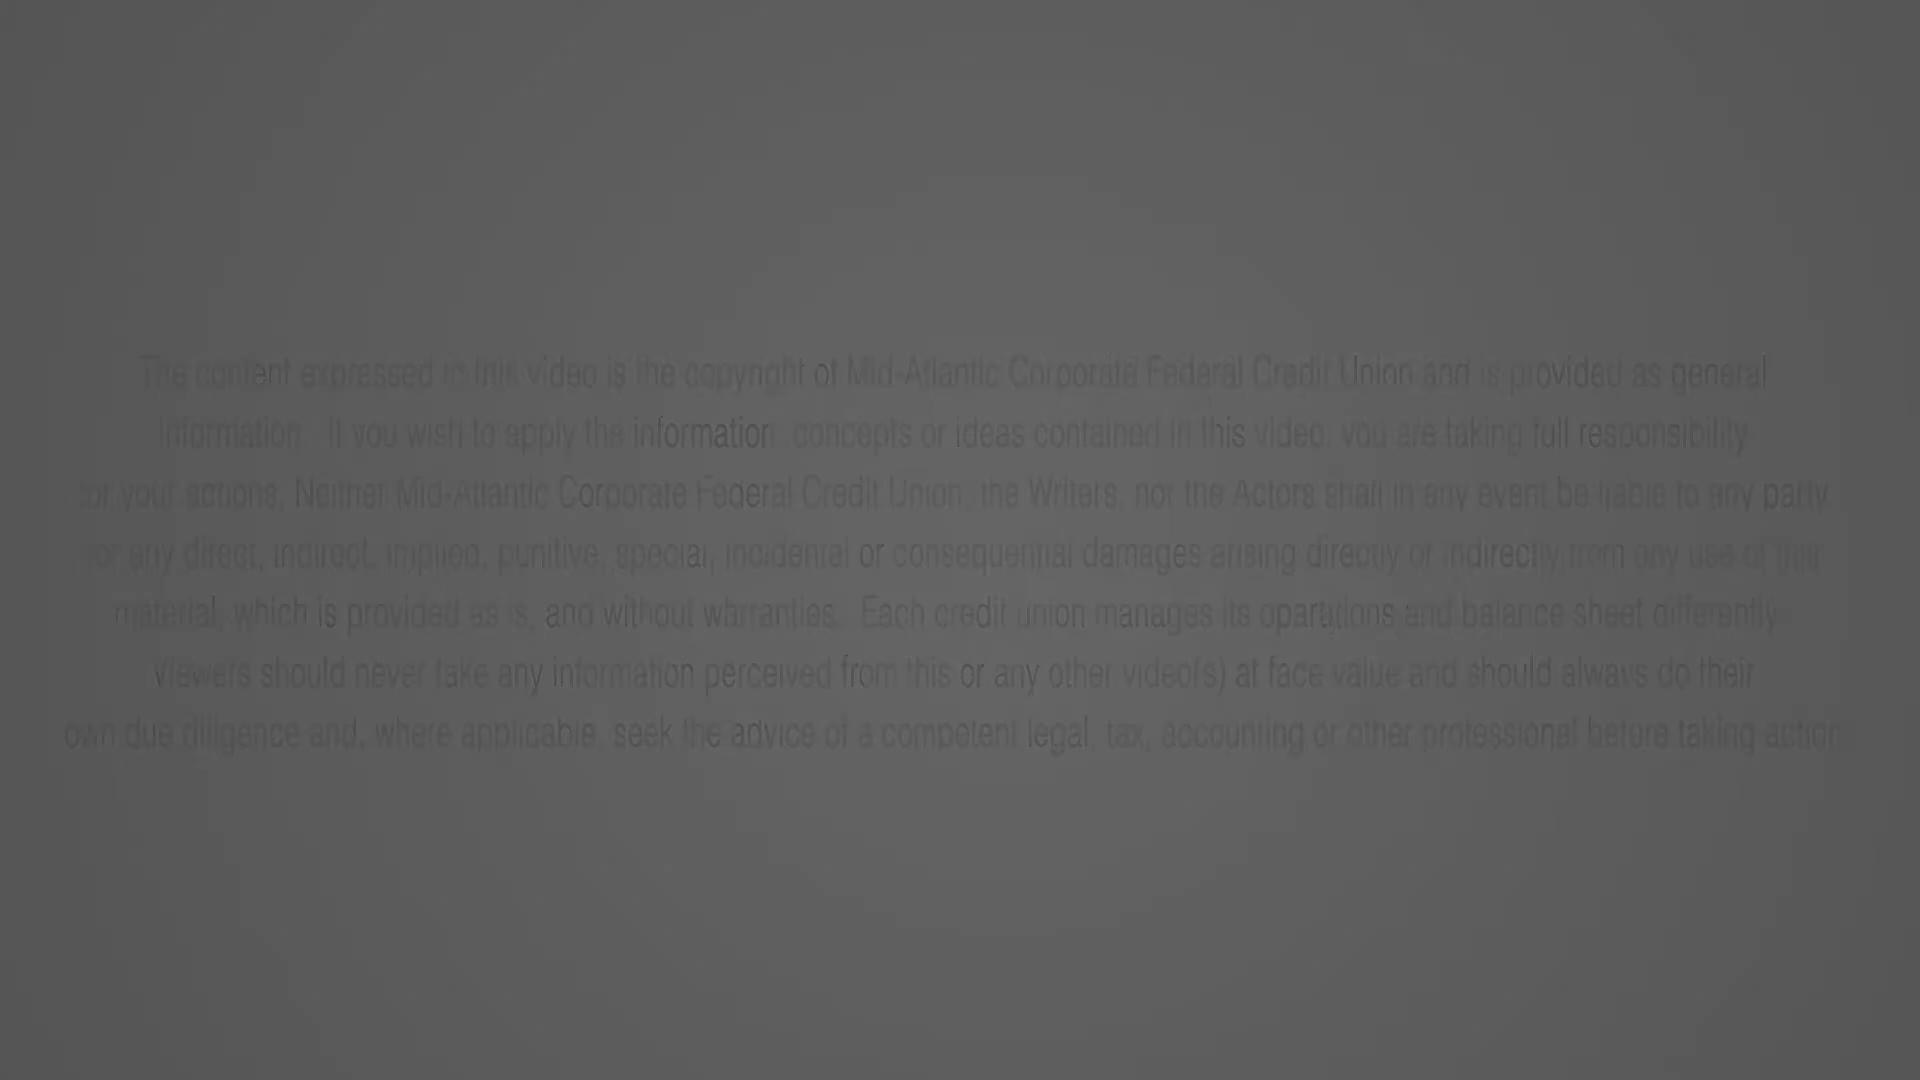 The content expressed in this video is the copyright of Mid-Atlantic Corporate Federal Credit Union and is provided as general
information. If you wish to apply the information, concepts or ideas contained in this video, you are taking full responsibility
for your actions. Neither Mid-Atlantic Corporate Federal Credit Union, the Writers, nor the Actors shall in any event be liable to any party
for any direct, indirect, implied, punitive, special, incidental or consequential damages arising directly or indirectly from any use of this
material, which is provided as is, and without warranties. Each credit union manages its opartations and balance sheet differently.
Viewers should never take any information perceived from this or any other video(s) at face value and should always do their
own due diligence and, where applicable, seek the advice of a competent legal, tax, accounting or other professional before taking action.